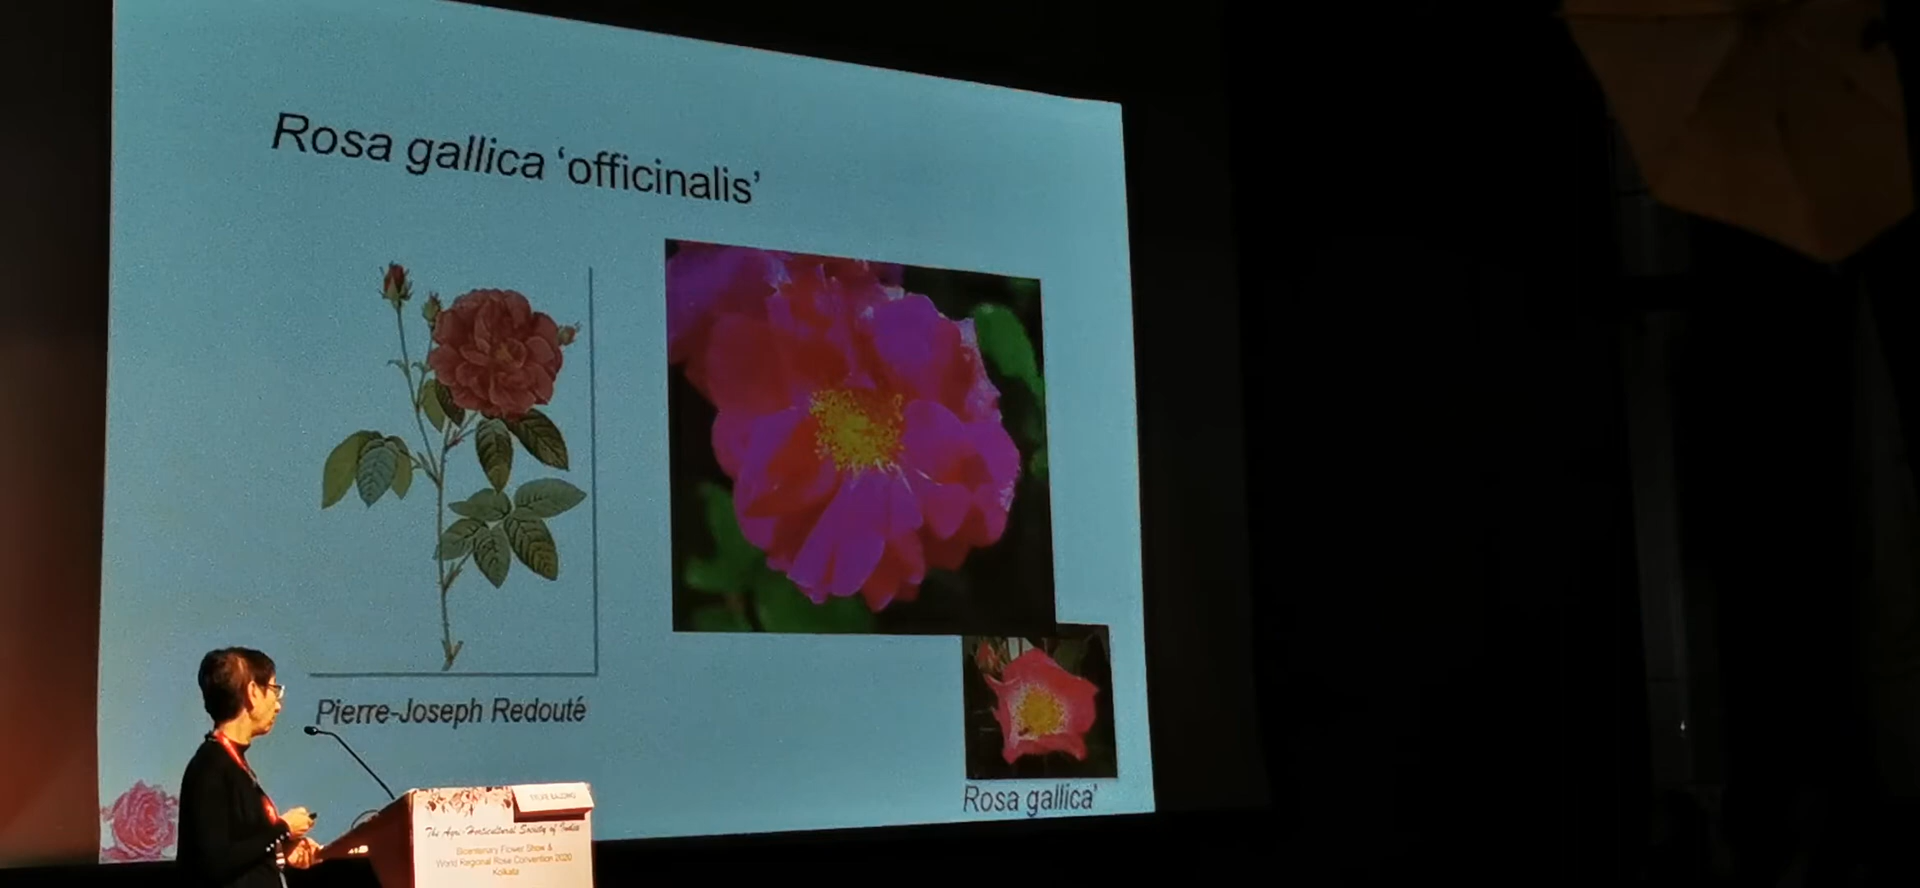 Rosa gallica ‘officinalis’
Pierre-Joseph Redouté
Rosa gallica’
The Agri-Horticultural Society of India
Bicentenary Flower Show &
World Regional Rose Convention 2020
Kolkata